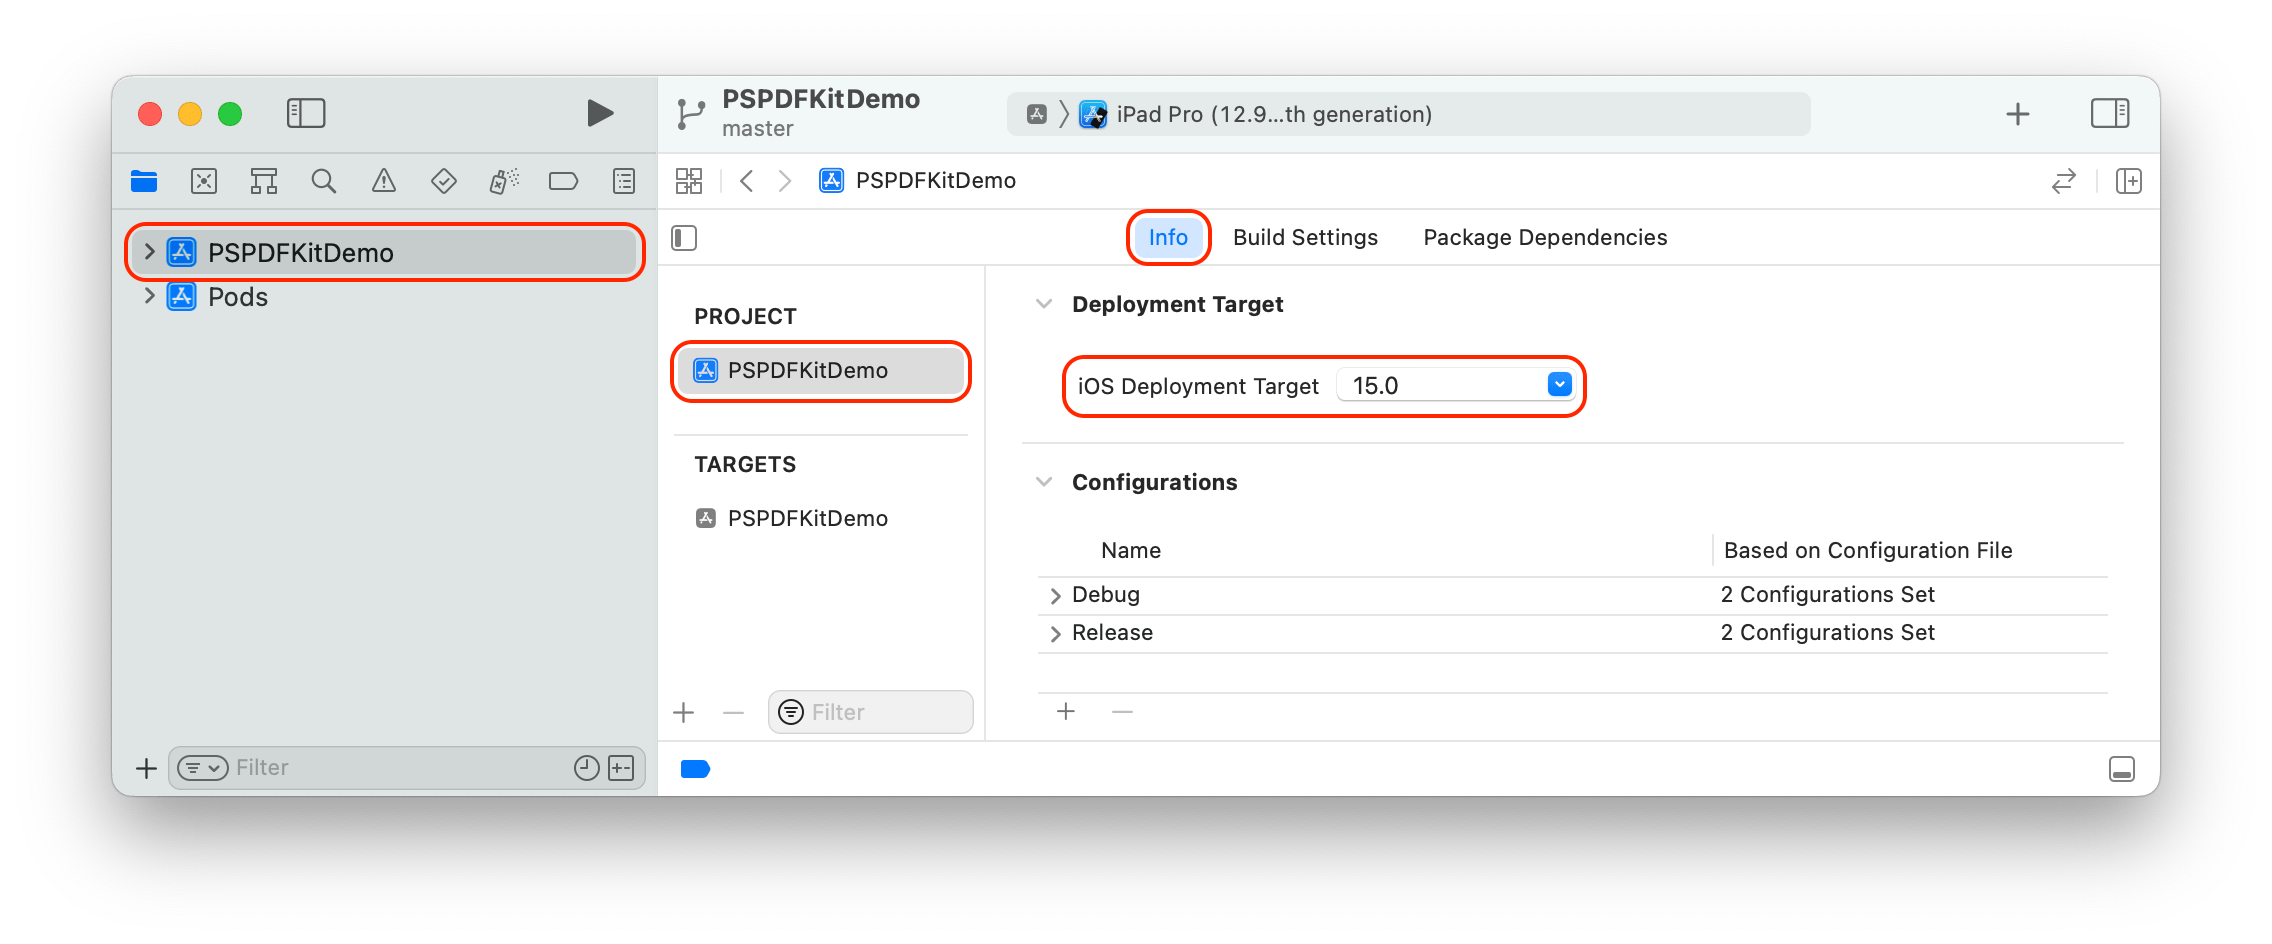 PSPDFKitDemo
master
iPad Pro (12.9...th generation)
PSPDFKitDemo
PSPDFKitDemo
Pods
Info
Build Settings
Package Dependencies
PROJECT
PSPDFKitDemo
TARGETS
PSPDFKitDemo
Deployment Target
iOS Deployment Target 15.0
Configurations
Name Based on Configuration File
Debug 2 Configurations Set
Release 2 Configurations Set
Filter
Filter